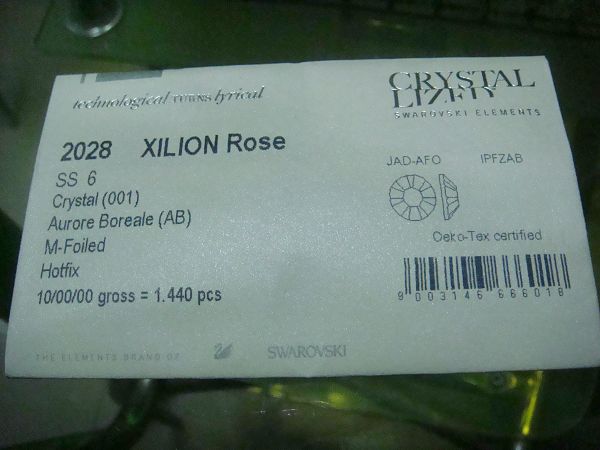 technological TURNS lyrical
CRYSTAL
LIZED
SWAROVSKI ELEMENTS
2028 XILION Rose
SS 6
Crystal (001)
Aurore Boreale (AB)
M-Foiled
Hotfix
10/00/00 gross = 1.440 pcs
JAD-AFO IPFZAB
Oeko-Tex certified
9 003146 666018
THE ELEMENTS BRAND OF SWAROVSKI